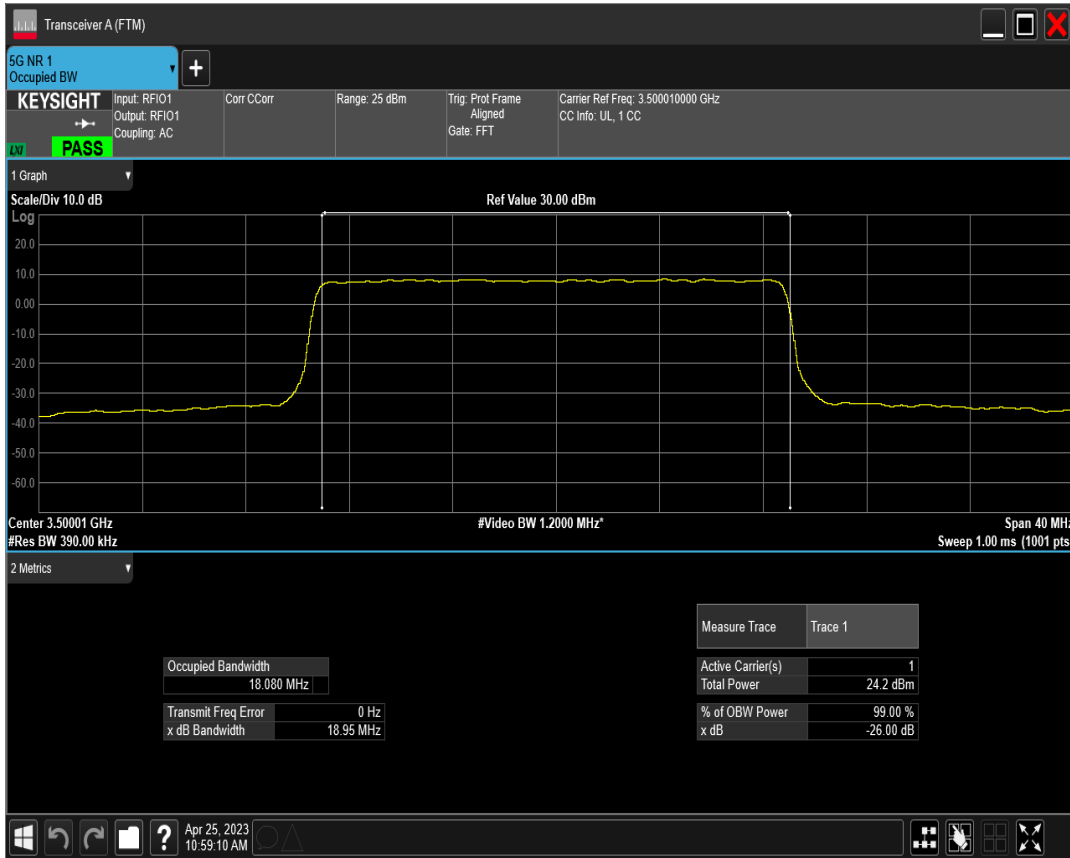 Transceiver A (FTM)
5G NR 1
Occupied BW
+
KEYSIGHT
Input: RFIO1
Output: RFIO1
Coupling: AC
Corr CCorr
Range: 25 dBm
Trig: Prot Frame
Aligned
Gate: FFT
Carrier Ref Freq: 3.500010000 GHz
CC Info: UL, 1 CC
LXI
PASS
1 Graph
Scale/Div 10.0 dB
Ref Value 30.00 dBm
Log
20.0
10.0
0.00
-10.0
-20.0
-30.0
-40.0
-50.0
-60.0
Center 3.50001 GHz
#Video BW 1.2000 MHz*
Span 40 MHz
#Res BW 390.00 kHz
Sweep 1.00 ms (1001 pts
2 Metrics
Measure Trace Trace 1
Occupied Bandwidth
18.080 MHz
Active Carrier(s) 1
Total Power 24.2 dBm
Transmit Freq Error 0 Hz
x dB Bandwidth 18.95 MHz
% of OBW Power 99.00 %
x dB -26.00 dB
?
Apr 25, 2023
10:59:10 AM